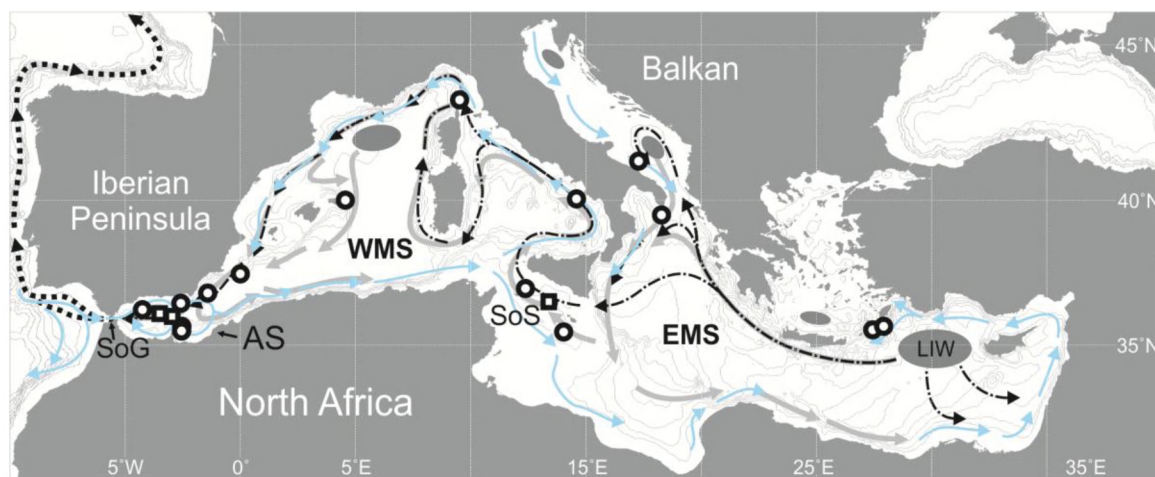 45°N
Balkan
Iberian
Peninsula
40°N
WMS
SoS
EMS
SoG
AS
LIW
35°N
North Africa
5°W
0°
5°E
15°E
25°E
35°E